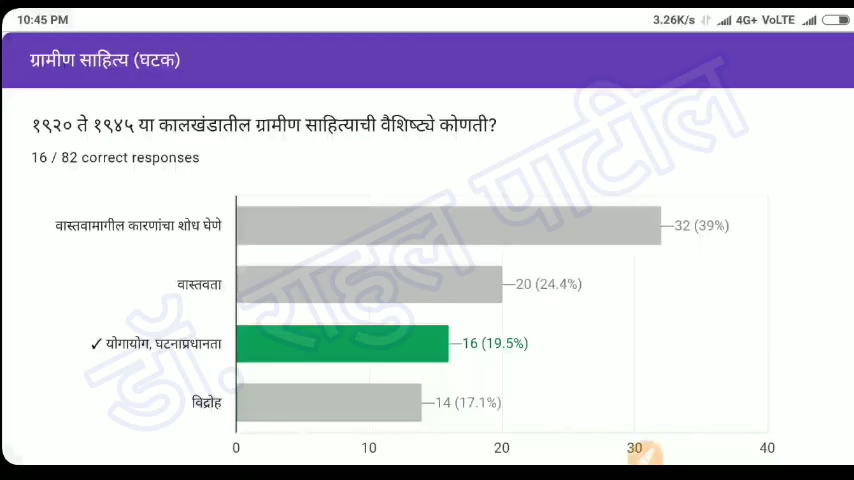 10:45 PM 3.26K/s 4G+ VoLTE
ग्रामीण साहित्य (घटक)
१९२० ते १९४५ या कालखंडातील ग्रामीण साहित्याची वैशिष्ट्ये कोणती?
16 / 82 correct responses
वास्तवामागील कारणांचा शोध घेणे 32 (39%)
वास्तवता 20 (24.4%)
✓ योगायोग, घटनाप्रधानता 16 (19.5%)
विद्रोह 14 (17.1%)
0 10 20 30 40
डॉ. राहुल पाटील